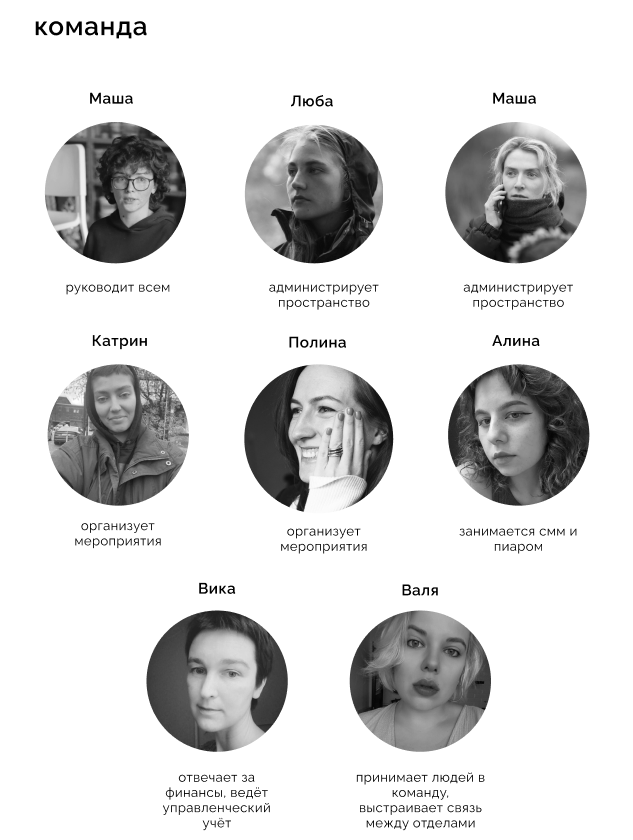 команда
Маша
Люба
Маша
руководит всем
администрирует
пространство
администрирует
пространство
Катрин
Полина
Алина
организует
мероприятия
организует
мероприятия
занимается смм и
пиаром
Вика
Валя
отвечает за
финансы, ведёт
управленческий
учёт
принимает людей в
команду,
выстраивает связь
между отделами